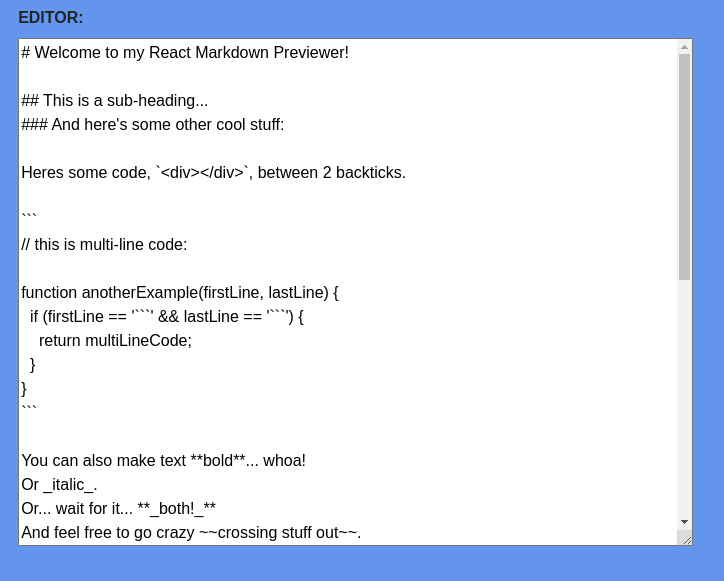 EDITOR:
# Welcome to my React Markdown Previewer!

## This is a sub-heading...
### And here's some other cool stuff:

Heres some code, `<div></div>`, between 2 backticks.

```
// this is multi-line code:

function anotherExample(firstLine, lastLine) {
  if (firstLine == '```' && lastLine == '```') {
    return multiLineCode;
  }
}
```

You can also make text **bold**... whoa!
Or _italic_.
Or... wait for it... **_both!_**
And feel free to go crazy ~~crossing stuff out~~.